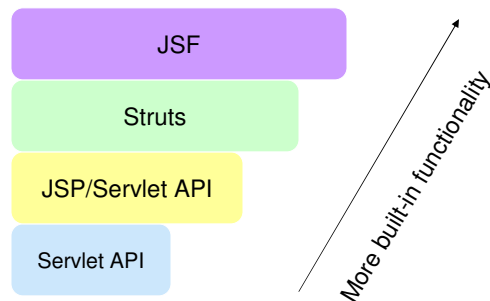 JSF
Struts
JSP/Servlet API
Servlet API
More built-in functionality